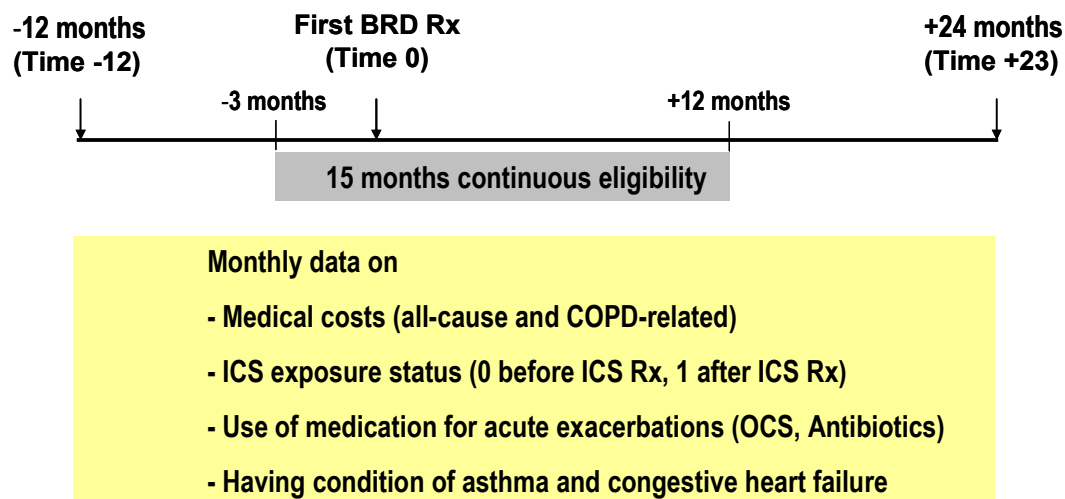 -12 months
(Time -12)
First BRD Rx
(Time 0)
+24 months
(Time +23)
-3 months
+12 months
15 months continuous eligibility
Monthly data on
- Medical costs (all-cause and COPD-related)
- ICS exposure status (0 before ICS Rx, 1 after ICS Rx)
- Use of medication for acute exacerbations (OCS, Antibiotics)
- Having condition of asthma and congestive heart failure